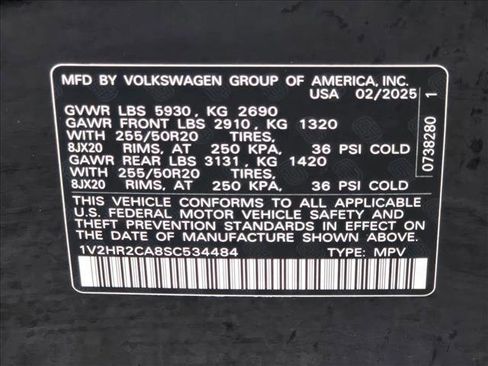 MFD BY VOLKSWAGEN GROUP OF AMERICA, INC.
USA 02/2025
GVWR LBS 5930, KG 2690
GAWR FRONT LBS 2910, KG 1320
WITH 255/50R20 TIRES,
8JX20 RIMS, AT 250 KPA, 36 PSI COLD
GAWR REAR LBS 3131, KG 1420
WITH 255/50R20 TIRES,
8JX20 RIMS, AT 250 KPA, 36 PSI COLD
THIS VEHICLE CONFORMS TO ALL APPLICABLE
U.S. FEDERAL MOTOR VEHICLE SAFETY AND
THEFT PREVENTION STANDARDS IN EFFECT ON
THE DATE OF MANUFACTURE SHOWN ABOVE.
1V2HR2CA8SC534484 TYPE: MPV
0738280 1